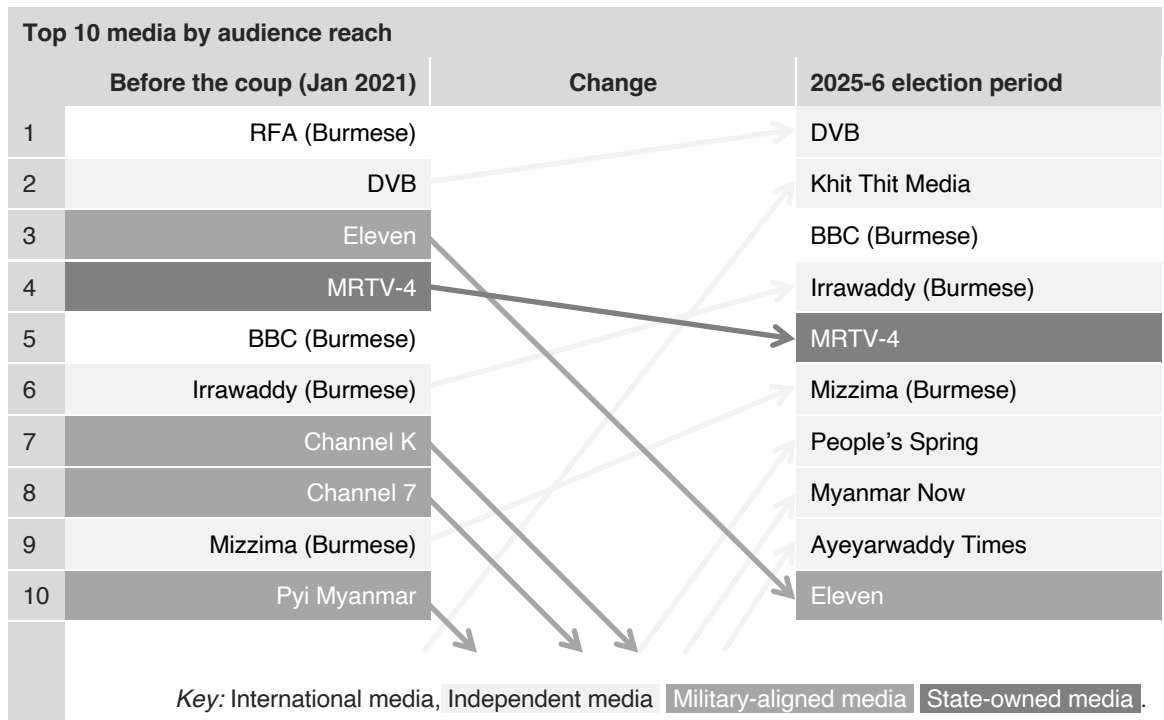 Top 10 media by audience reach
Before the coup (Jan 2021) Change 2025-6 election period
1 RFA (Burmese) DVB
2 DVB Khit Thit Media
3 Eleven BBC (Burmese)
4 MRTV-4 Irrawaddy (Burmese)
5 BBC (Burmese) MRTV-4
6 Irrawaddy (Burmese) Mizzima (Burmese)
7 Channel K People’s Spring
8 Channel 7 Myanmar Now
9 Mizzima (Burmese) Ayeyarwaddy Times
10 Pyi Myanmar Eleven
Key: International media, Independent media Military-aligned media State-owned media.